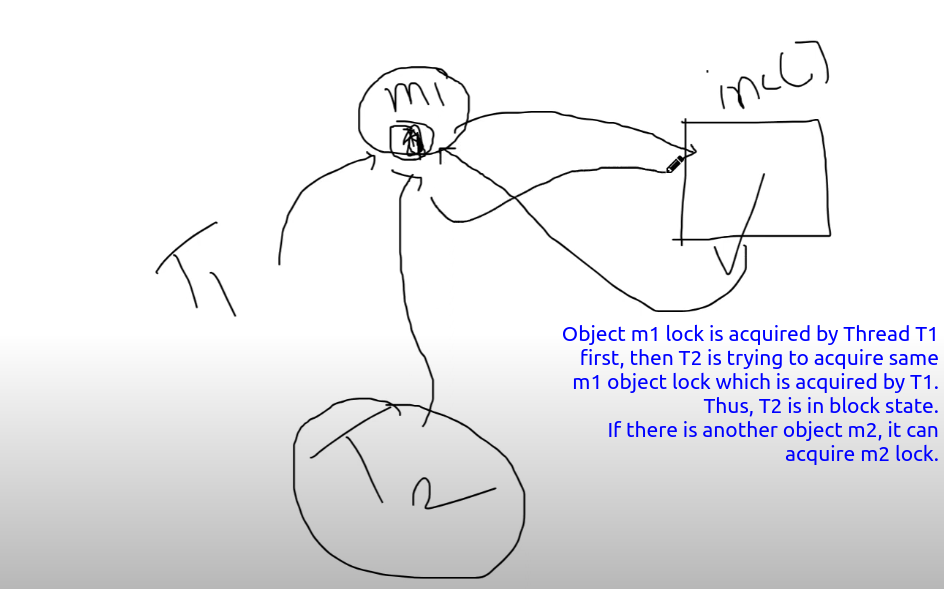 m1
inc()
T1
Object m1 lock is acquired by Thread T1
first, then T2 is trying to acquire same
m1 object lock which is acquired by T1.
Thus, T2 is in block state.
If there is another object m2, it can
acquire m2 lock.
T2